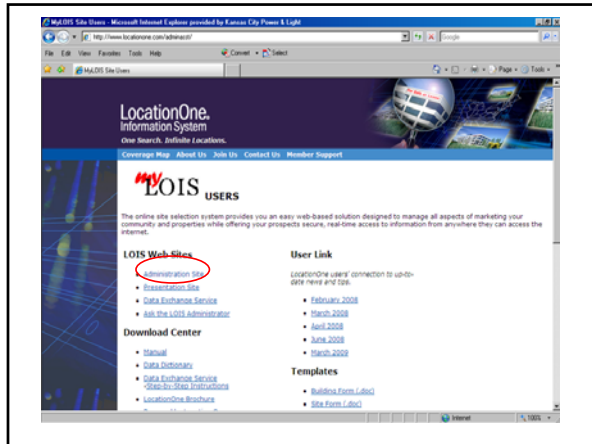 MyLOIS Site Users - Microsoft Internet Explorer provided by Kansas City Power & Light
http://www.locationone.com/adminacct/
Google
File Edit View Favorites Tools Help
Convert
Select
MyLOIS Site Users
Page
Tools
LocationOne.
Information System
One Search. Infinite Locations.
Coverage Map About Us Join Us Contact Us Member Support
my LOIS USERS
The online site selection system provides you an easy web-based solution designed to manage all aspects of marketing your
community and properties while offering your prospects secure, real-time access to information from anywhere they can access the
internet.
LOIS Web Sites
Administration Site
Presentation Site
Data Exchange Service
Ask the LOIS Administrator
Download Center
Manual
Data Dictionary
Data Exchange Service
-Step-by-Step Instructions
LocationOne Brochure
User Link
LocationOne users' connection to up-to-
date news and tips.
February 2008
March 2008
April 2008
June 2008
March 2009
Templates
Building Form (.doc)
Site Form (.doc)
Internet
100%